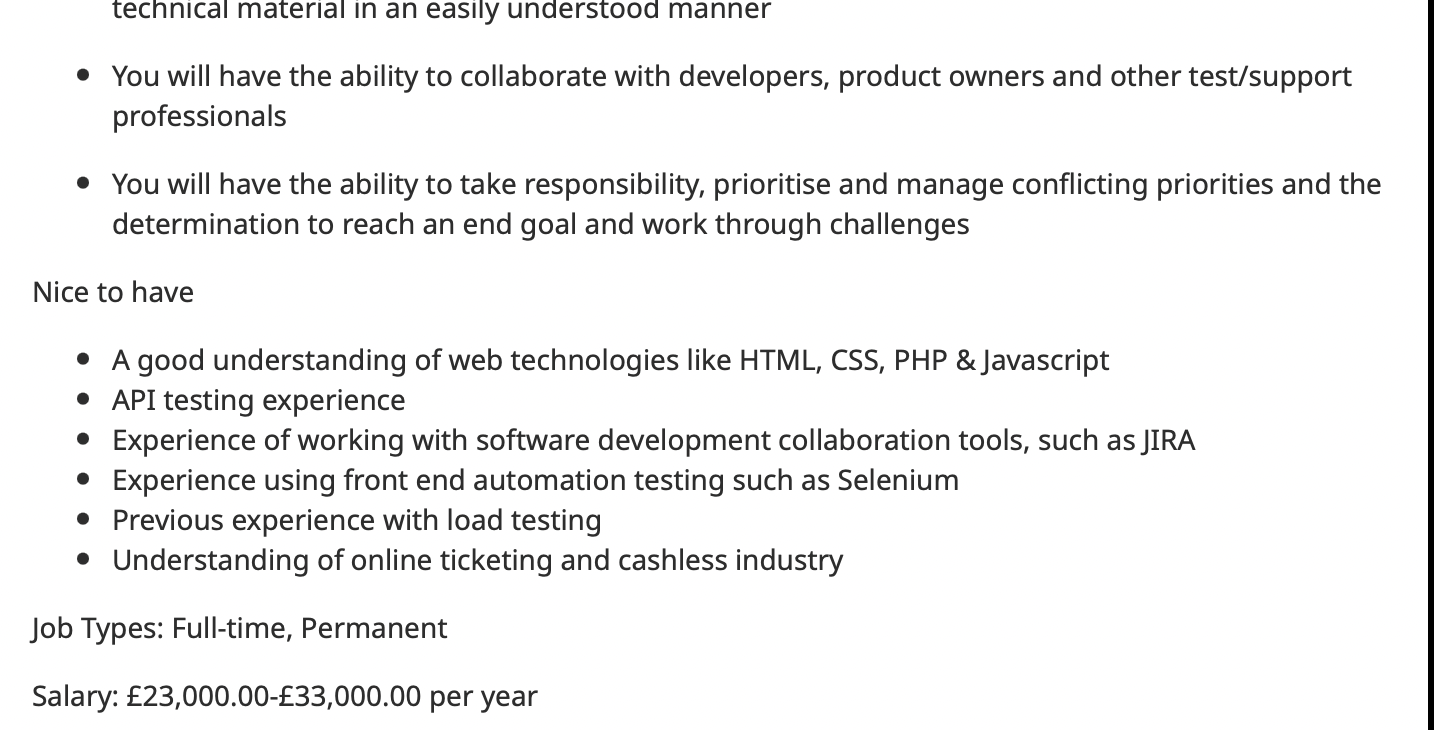 technical material in an easily understood manner
• You will have the ability to collaborate with developers, product owners and other test/support
professionals
• You will have the ability to take responsibility, prioritise and manage conflicting priorities and the
determination to reach an end goal and work through challenges
Nice to have
• A good understanding of web technologies like HTML, CSS, PHP & Javascript
• API testing experience
• Experience of working with software development collaboration tools, such as JIRA
• Experience using front end automation testing such as Selenium
• Previous experience with load testing
• Understanding of online ticketing and cashless industry
Job Types: Full-time, Permanent
Salary: £23,000.00-£33,000.00 per year